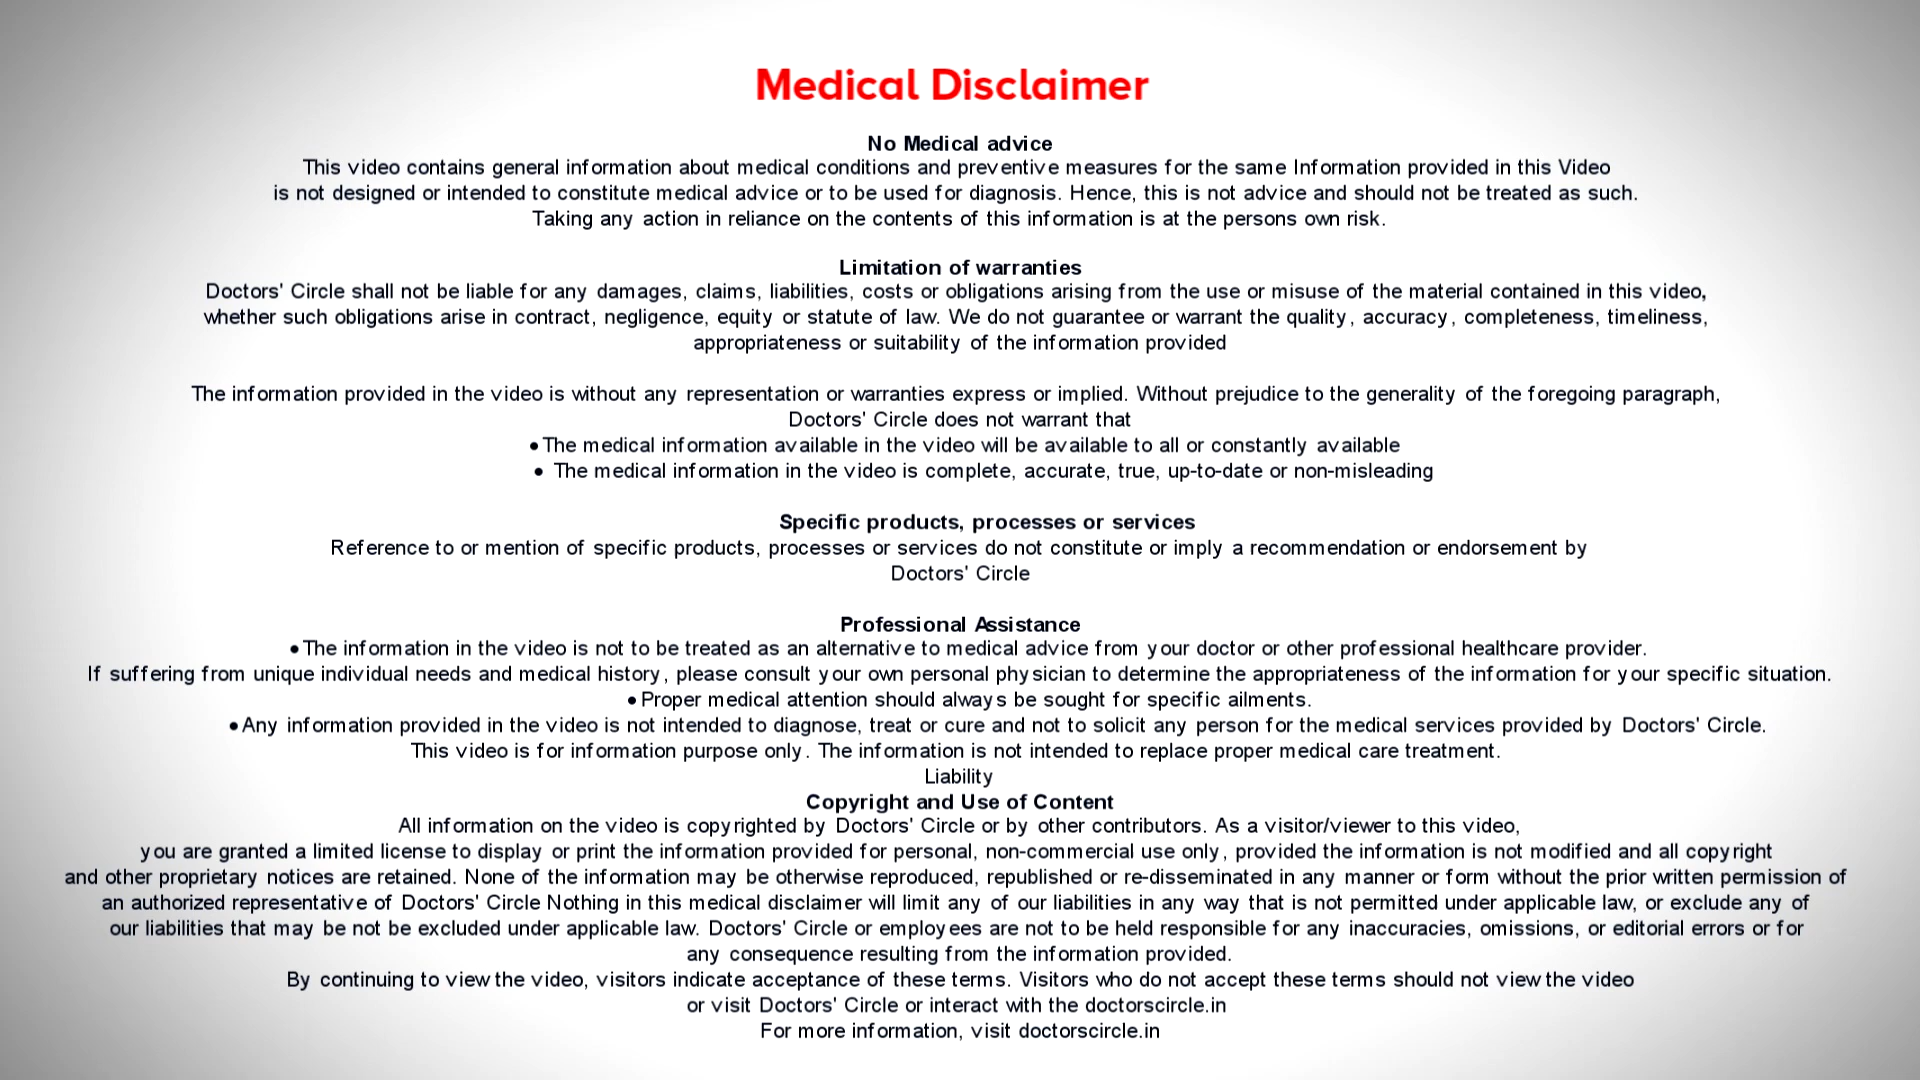 Medical Disclaimer
No Medical advice
This video contains general information about medical conditions and preventive measures for the same Information provided in this Video
is not designed or intended to constitute medical advice or to be used for diagnosis. Hence, this is not advice and should not be treated as such.
Taking any action in reliance on the contents of this information is at the persons own risk.
Limitation of warranties
Doctors' Circle shall not be liable for any damages, claims, liabilities, costs or obligations arising from the use or misuse of the material contained in this video,
whether such obligations arise in contract, negligence, equity or statute of law. We do not guarantee or warrant the quality, accuracy, completeness, timeliness,
appropriateness or suitability of the information provided
The information provided in the video is without any representation or warranties express or implied. Without prejudice to the generality of the foregoing paragraph,
Doctors' Circle does not warrant that
•The medical information available in the video will be available to all or constantly available
• The medical information in the video is complete, accurate, true, up-to-date or non-misleading
Specific products, processes or services
Reference to or mention of specific products, processes or services do not constitute or imply a recommendation or endorsement by
Doctors' Circle
Professional Assistance
•The information in the video is not to be treated as an alternative to medical advice from your doctor or other professional healthcare provider.
If suffering from unique individual needs and medical history, please consult your own personal physician to determine the appropriateness of the information for your specific situation.
•Proper medical attention should always be sought for specific ailments.
•Any information provided in the video is not intended to diagnose, treat or cure and not to solicit any person for the medical services provided by Doctors' Circle.
This video is for information purpose only. The information is not intended to replace proper medical care treatment.
Liability
Copyright and Use of Content
All information on the video is copyrighted by Doctors' Circle or by other contributors. As a visitor/viewer to this video,
you are granted a limited license to display or print the information provided for personal, non-commercial use only, provided the information is not modified and all copyright
and other proprietary notices are retained. None of the information may be otherwise reproduced, republished or re-disseminated in any manner or form without the prior written permission of
an authorized representative of Doctors' Circle Nothing in this medical disclaimer will limit any of our liabilities in any way that is not permitted under applicable law, or exclude any of
our liabilities that may be not be excluded under applicable law. Doctors' Circle or employees are not to be held responsible for any inaccuracies, omissions, or editorial errors or for
any consequence resulting from the information provided.
By continuing to view the video, visitors indicate acceptance of these terms. Visitors who do not accept these terms should not view the video
or visit Doctors' Circle or interact with the doctorscircle.in
For more information, visit doctorscircle.in